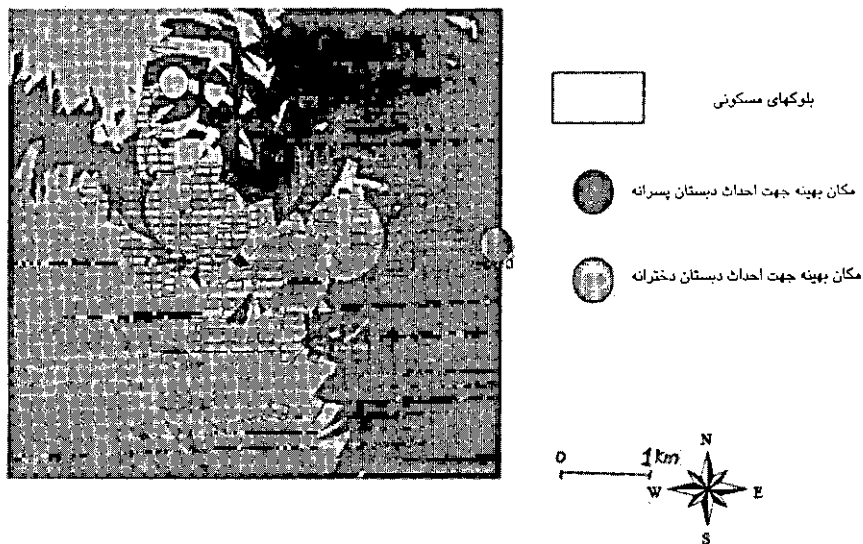 بلوکهای مسکونی
مکان بهینه جهت احداث دبستان پسرانه
مکان بهینه جهت احداث دبستان دخترانه
0 1km
N
W E
S